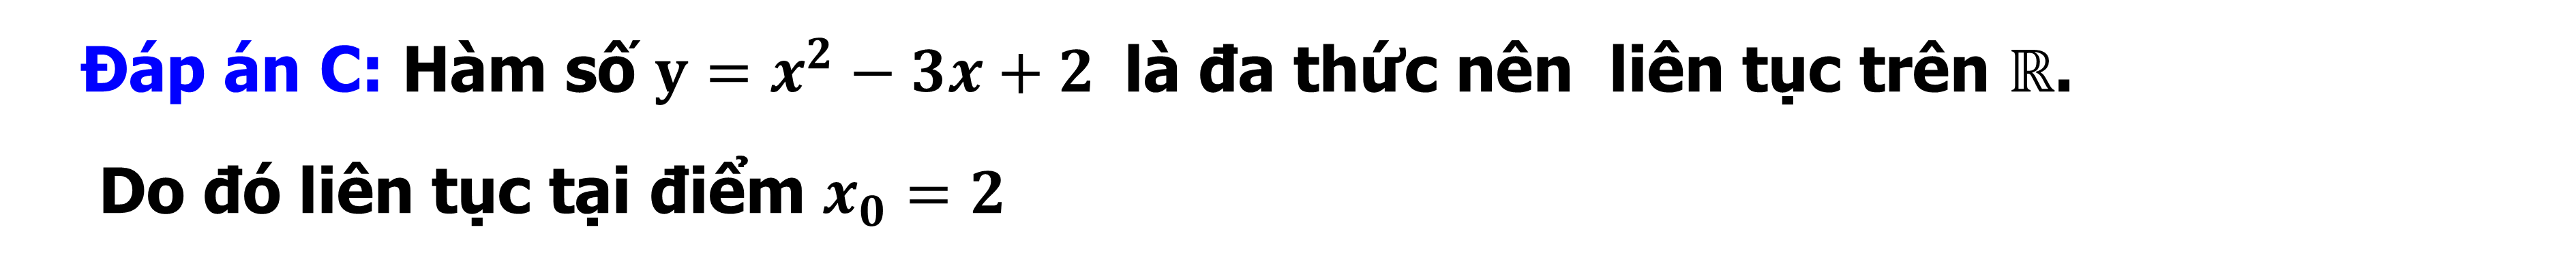 Đáp án C: Hàm số y = x² − 3x + 2 là đa thức nên liên tục trên ℝ.
Do đó liên tục tại điểm x₀ = 2